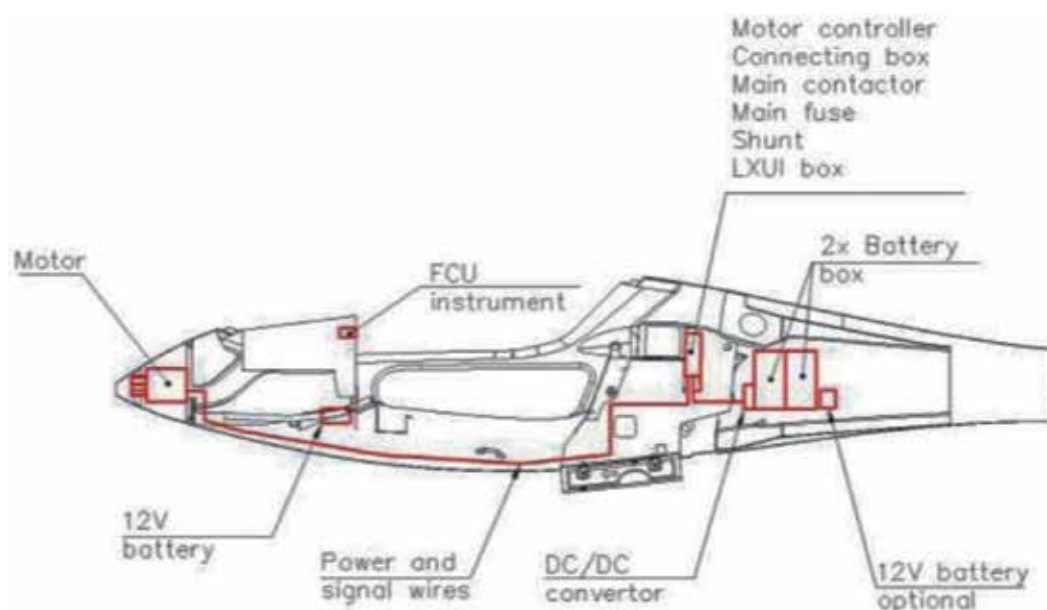 Motor controller
Connecting box
Main contactor
Main fuse
Shunt
LXUI box
2x Battery
box
Motor
FCU
instrument
12V
battery
Power and
signal wires
DC/DC
convertor
12V battery
optional